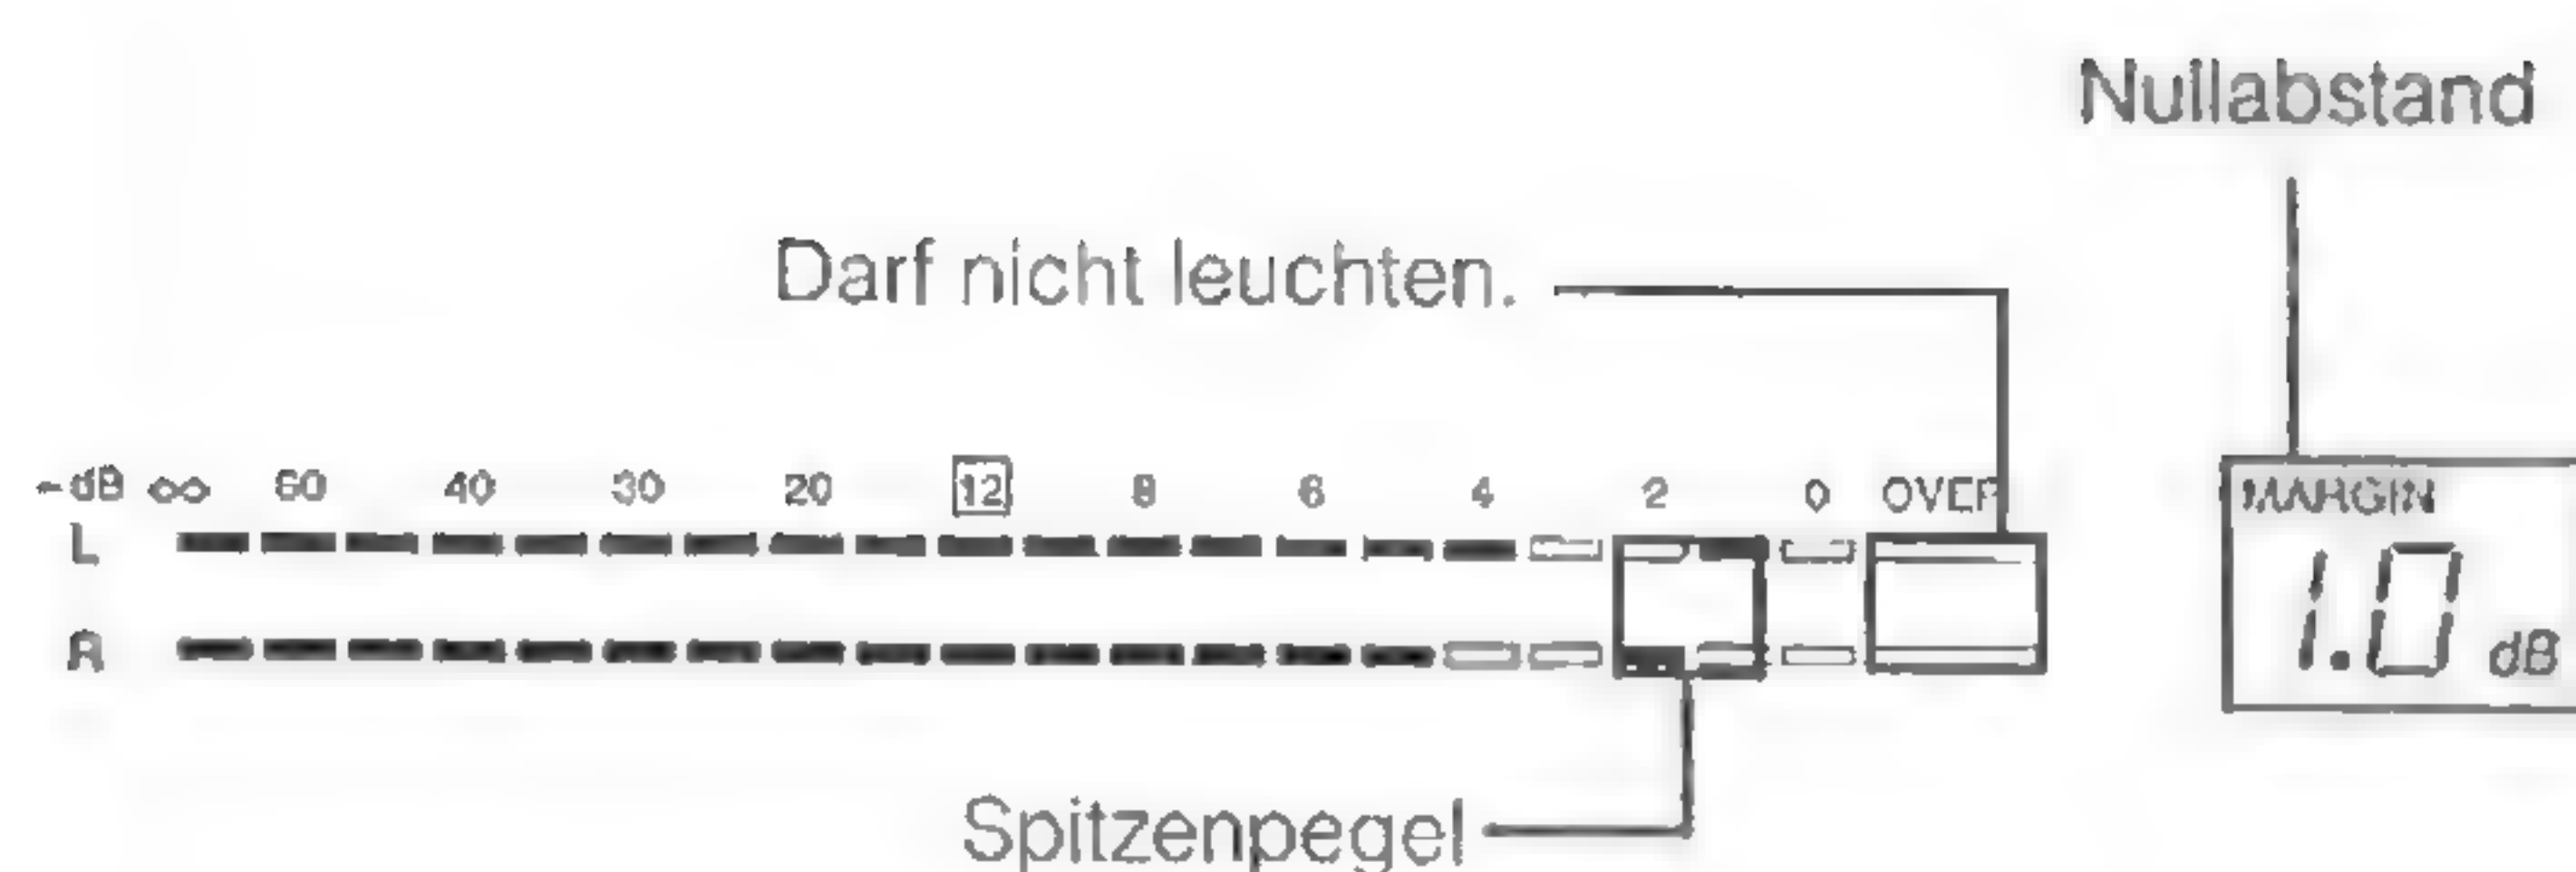 Nullabstand
Darf nicht leuchten.
-dB ∞ 60 40 30 20 12 8 6 4 2 0 OVER
MARGIN
L
1.0 dB
R
Spitzenpegel